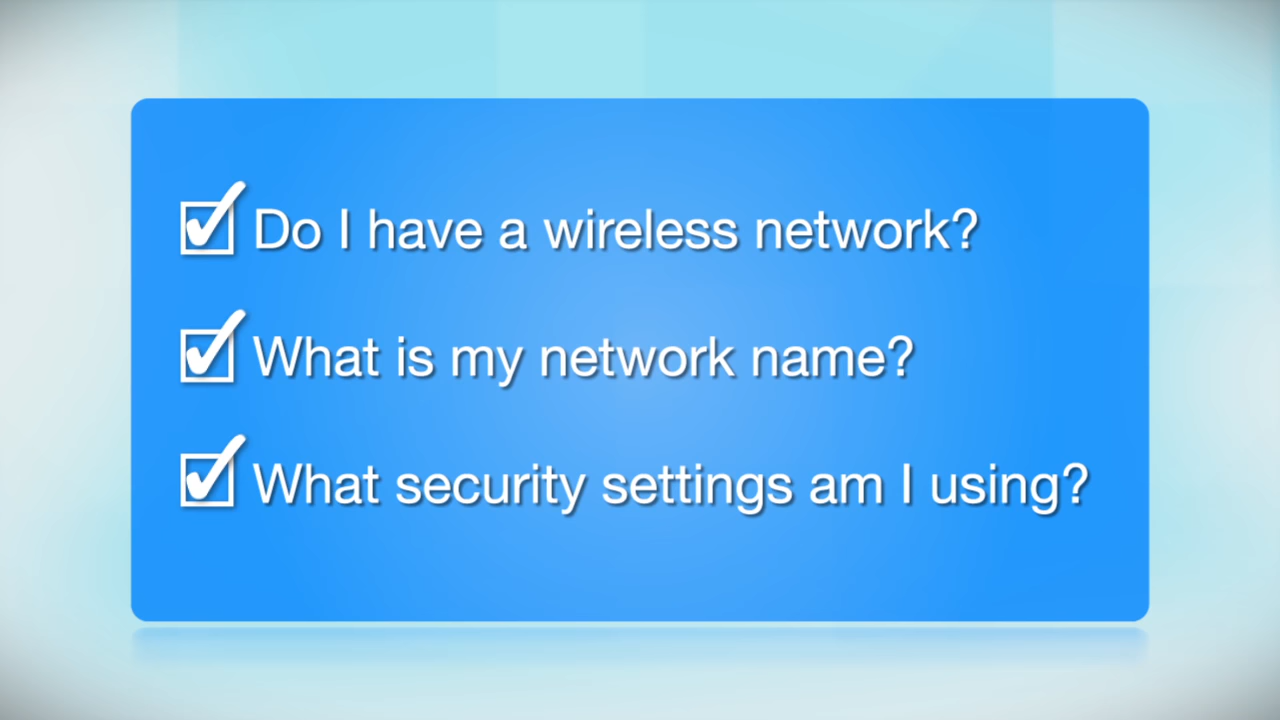 Do I have a wireless network?
What is my network name?
What security settings am I using?